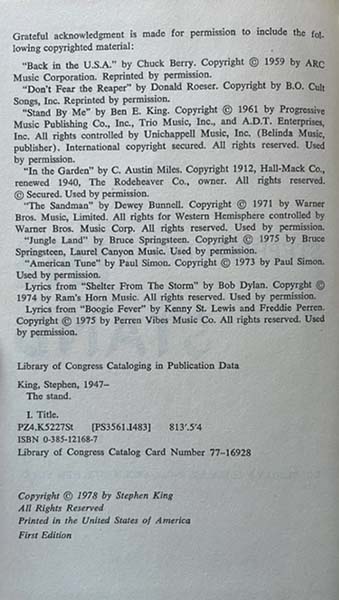 Grateful acknowledgment is made for permission to include the fol-
lowing copyrighted material:
"Back in the U.S.A." by Chuck Berry. Copyright © 1959 by ARC
Music Corporation. Reprinted by permission.
"Don't Fear the Reaper" by Donald Roeser. Copyright by B.O. Cult
Songs, Inc. Reprinted by permission.
"Stand By Me" by Ben E. King. Copyright © 1961 by Progressive
Music Publishing Co., Inc., Trio Music, Inc., and A.D.T. Enterprises,
Inc. All rights controlled by Unichappell Music, Inc. (Belinda Music,
publisher). International copyright secured. All rights reserved. Used
by permission.
"In the Garden" by C. Austin Miles. Copyright 1912, Hall-Mack Co.,
renewed 1940, The Rodeheaver Co., owner. All rights reserved.
© Secured. Used by permission.
"The Sandman" by Dewey Bunnell. Copyright © 1971 by Warner
Bros. Music, Limited. All rights for Western Hemisphere controlled by
Warner Bros. Music Corp. All rights reserved. Used by permission.
"Jungle Land" by Bruce Springsteen. Copyright © 1975 by Bruce
Springsteen, Laurel Canyon Music. Used by permission.
"American Tune" by Paul Simon. Copyright © 1973 by Paul Simon.
Used by permission.
Lyrics from "Shelter From The Storm" by Bob Dylan. Copyrght ©
1974 by Ram's Horn Music. All rights reserved. Used by permission.
Lyrics from "Boogie Fever" by Kenny St. Lewis and Freddie Perren.
Copyright © 1975 by Perren Vibes Music Co. All rights reserved. Used
by permission.
Library of Congress Cataloging in Publication Data
King, Stephen, 1947–
The stand.
I. Title.
PZ4.K5227St [PS3561.I483] 813'.5'4
ISBN 0-385-12168-7
Library of Congress Catalog Card Number 77-16928
Copyright © 1978 by Stephen King
All Rights Reserved
Printed in the United States of America
First Edition